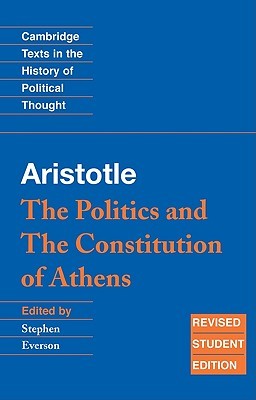 Cambridge
Texts in the
History of
Political
Thought
Aristotle
The Politics and
The Constitution
of Athens
Edited by
Stephen
Everson
REVISED
STUDENT
EDITION